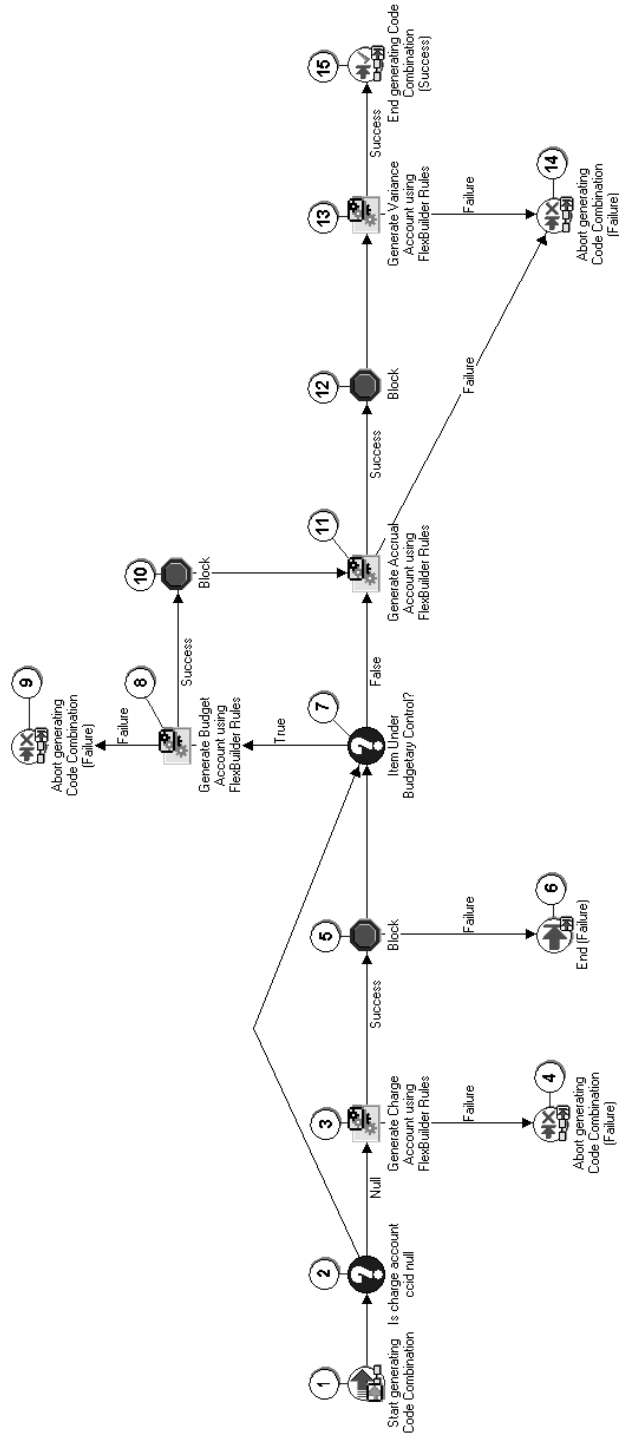 1
Start generating
Code Combination
2
Is charge account
ccid null
Null
3
Generate Charge
Account using
FlexBuilder Rules
Failure
4
Abort generating
Code Combination
(Failure)
Success
5
Block
Failure
6
End (Failure)
7
Item Under
Budgetary Control?
True
8
Generate Budget
Account using
FlexBuilder Rules
Failure
9
Abort generating
Code Combination
(Failure)
Success
10
Block
False
11
Generate Accrual
Account using
FlexBuilder Rules
Success
Failure
12
Block
13
Generate Variance
Account using
FlexBuilder Rules
Failure
14
Abort generating
Code Combination
(Failure)
Success
15
End generating Code
Combination
(Success)